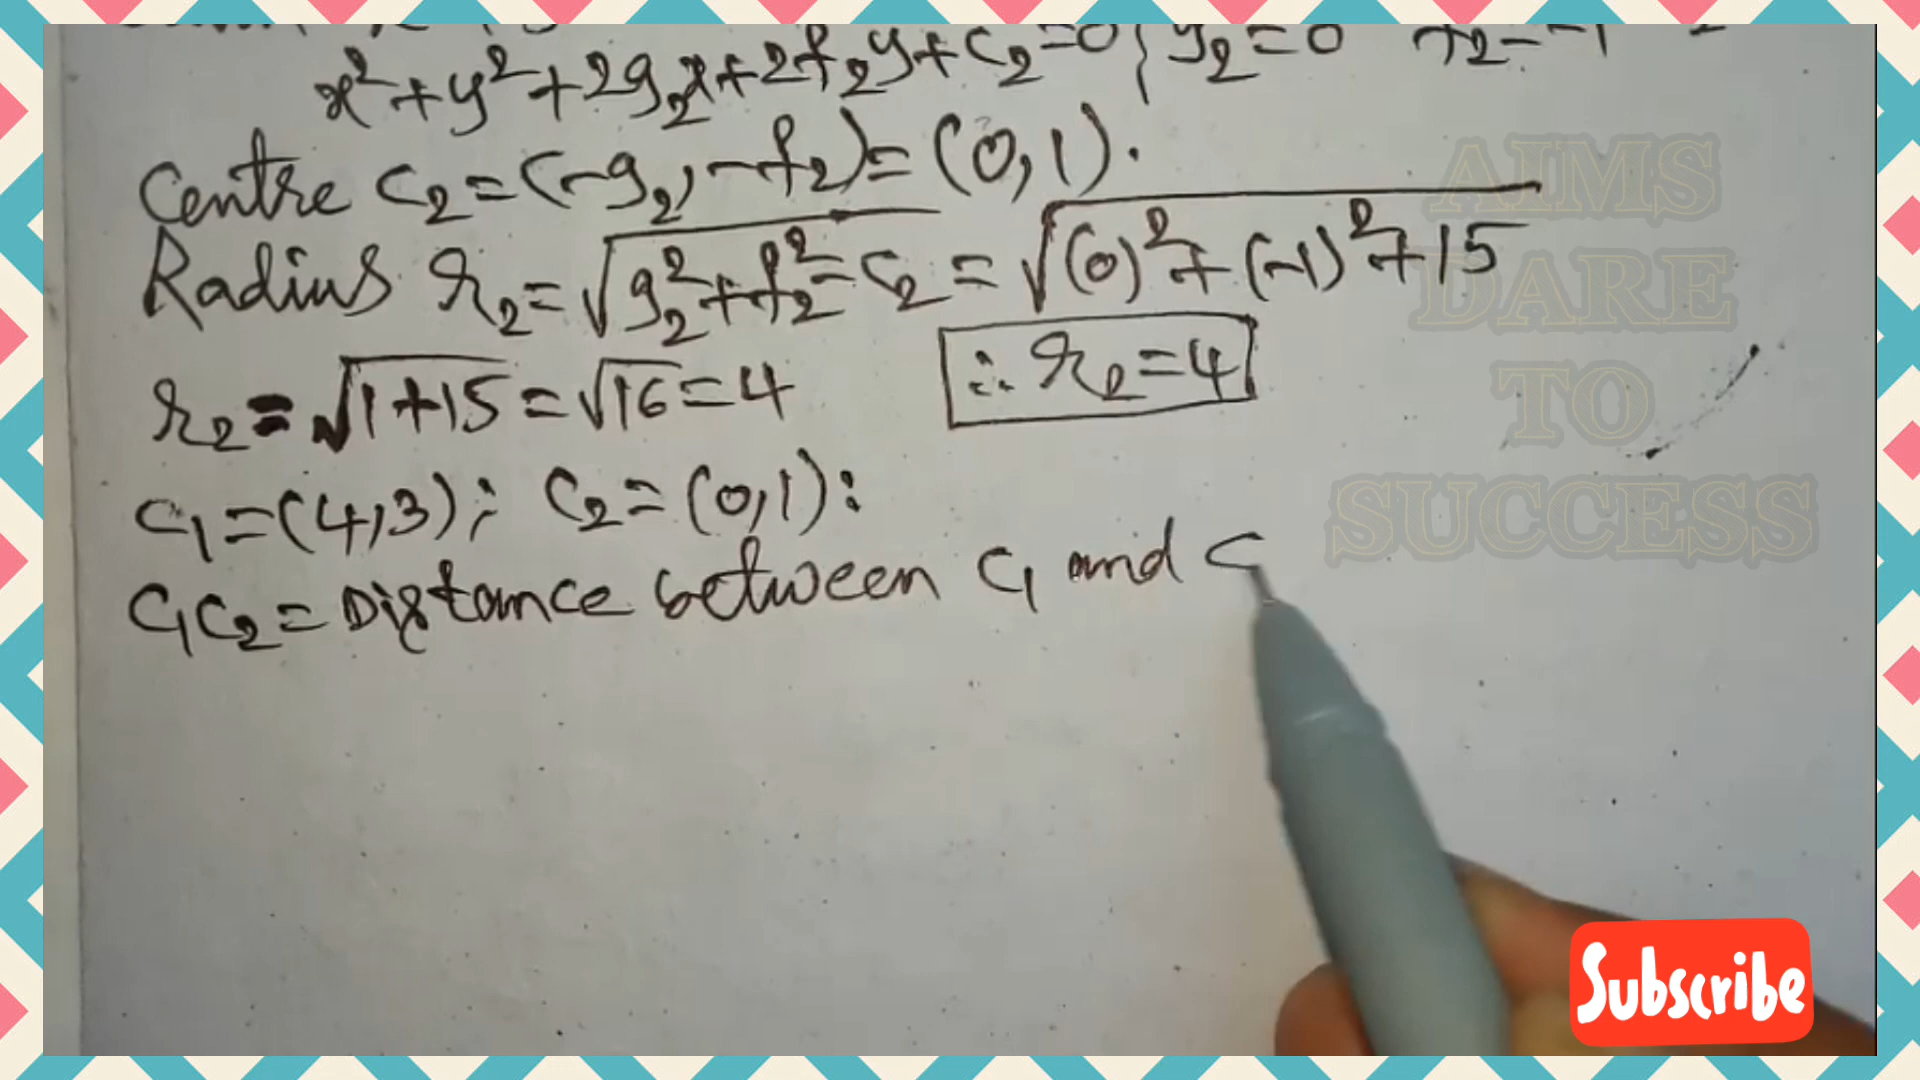 x²+y²+2g₂x+2f₂y+c₂=0} g₂=0 f₂=-1
Centre C₂=(-g₂,-f₂)=(0,1).
Radius r₂=√g₂²+f₂²-c₂ = √(0)²+(-1)²+15
r₂=√1+15=√16=4 ∴ r₂=4
C₁=(4,3); C₂=(0,1):
C₁C₂=Distance between C₁ and C
AIMS
DARE
TO
SUCCESS
Subscribe